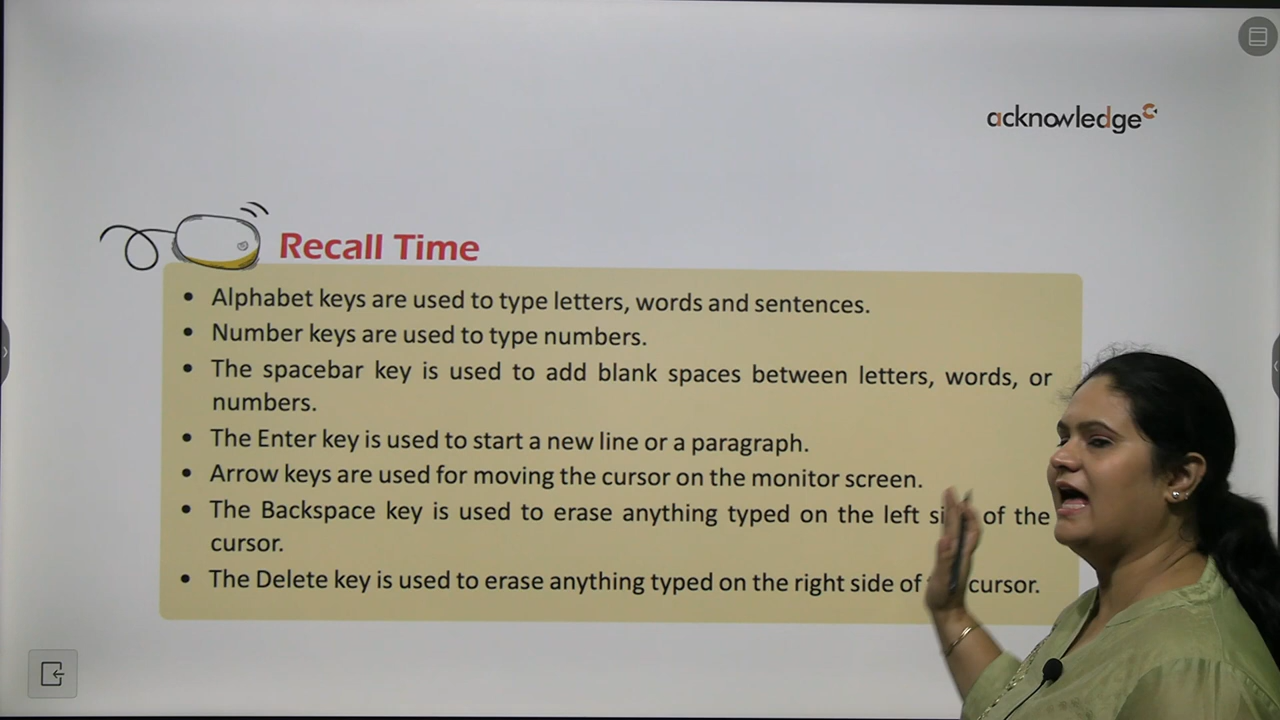 acknowledge
Recall Time
• Alphabet keys are used to type letters, words and sentences.
• Number keys are used to type numbers.
• The spacebar key is used to add blank spaces between letters, words, or
numbers.
• The Enter key is used to start a new line or a paragraph.
• Arrow keys are used for moving the cursor on the monitor screen.
• The Backspace key is used to erase anything typed on the left of the
cursor.
• The Delete key is used to erase anything typed on the right side of cursor.